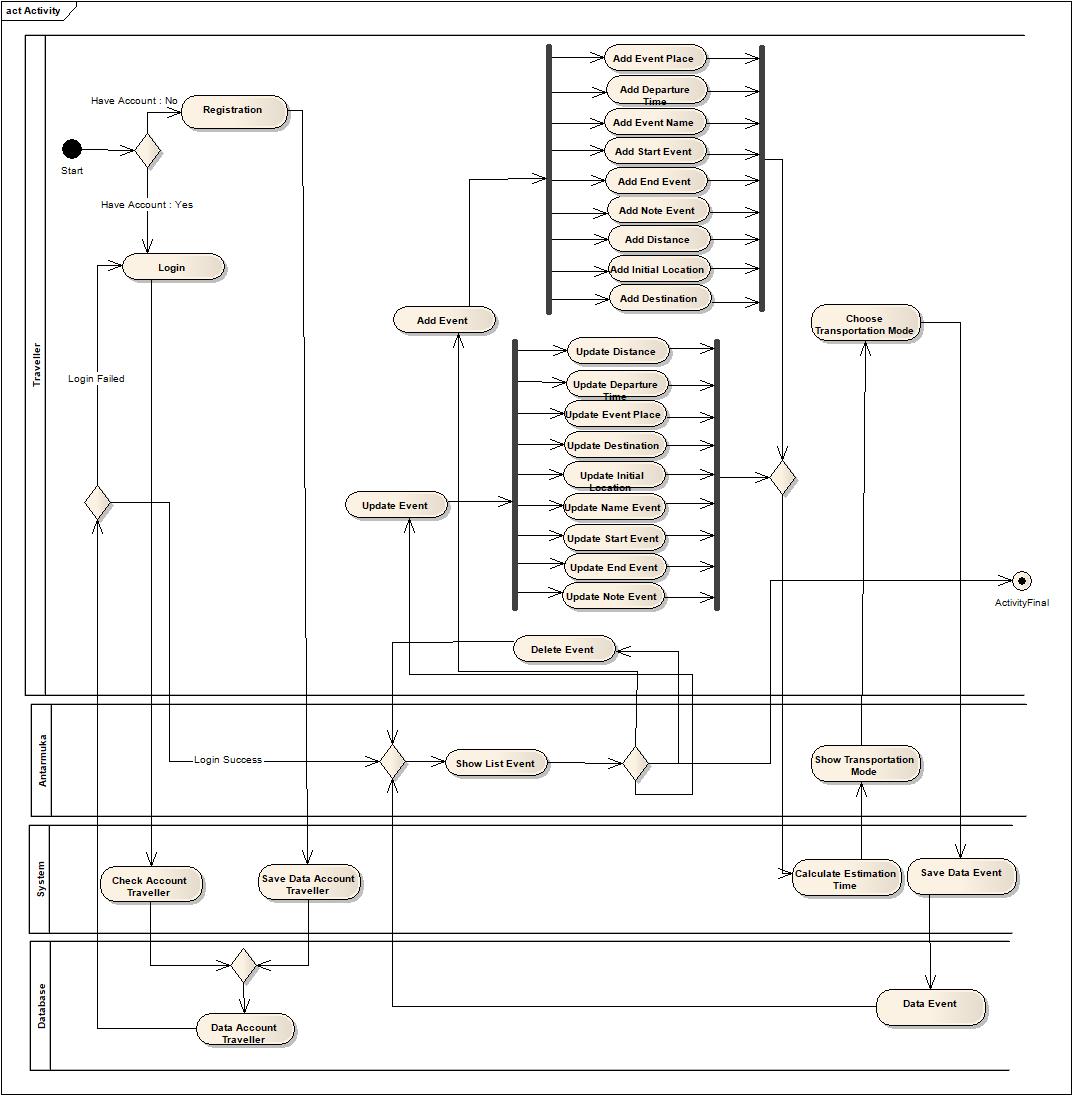 act Activity
Traveller
Have Account : No
Registration
Start
Have Account : Yes
Login
Login Failed
Add Event
Add Event Place
Add Departure
Time
Add Event Name
Add Start Event
Add End Event
Add Note Event
Add Distance
Add Initial Location
Add Destination
Choose
Transportation Mode
Update Event
Update Distance
Update Departure
Time
Update Event Place
Update Destination
Update Initial
Location
Update Name Event
Update Start Event
Update End Event
Update Note Event
ActivityFinal
Delete Event
Antarmuka
Login Success
Show List Event
Show Transportation
Mode
System
Check Account
Traveller
Save Data Account
Traveller
Calculate Estimation
Time
Save Data Event
Database
Data Account
Traveller
Data Event